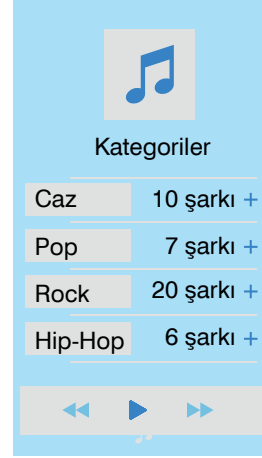 Kategoriler
Caz 10 şarkı +
Pop 7 şarkı +
Rock 20 şarkı +
Hip-Hop 6 şarkı +